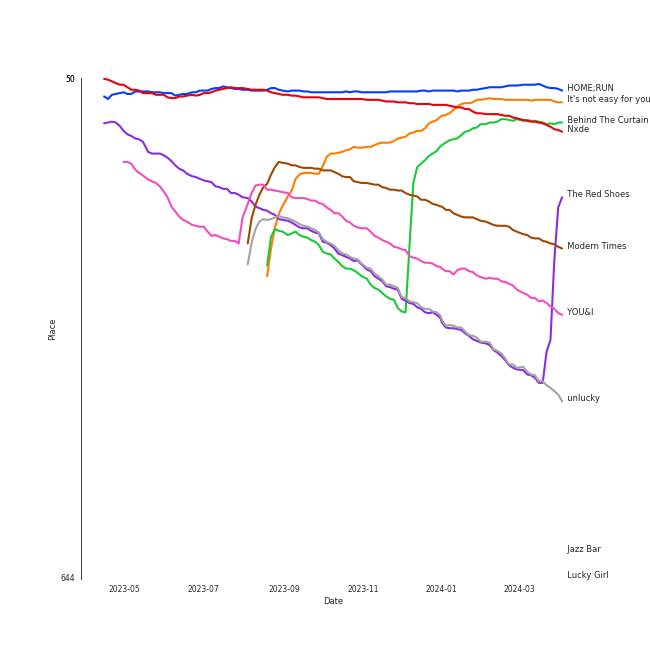 50
HOME;RUN
It's not easy for you
Behind The Curtain
Nxde
The Red Shoes
Modern Times
Place
YOU&I
unlucky
Jazz Bar
Lucky Girl
644
2023-05 2023-07 2023-09 2023-11 2024-01 2024-03
Date